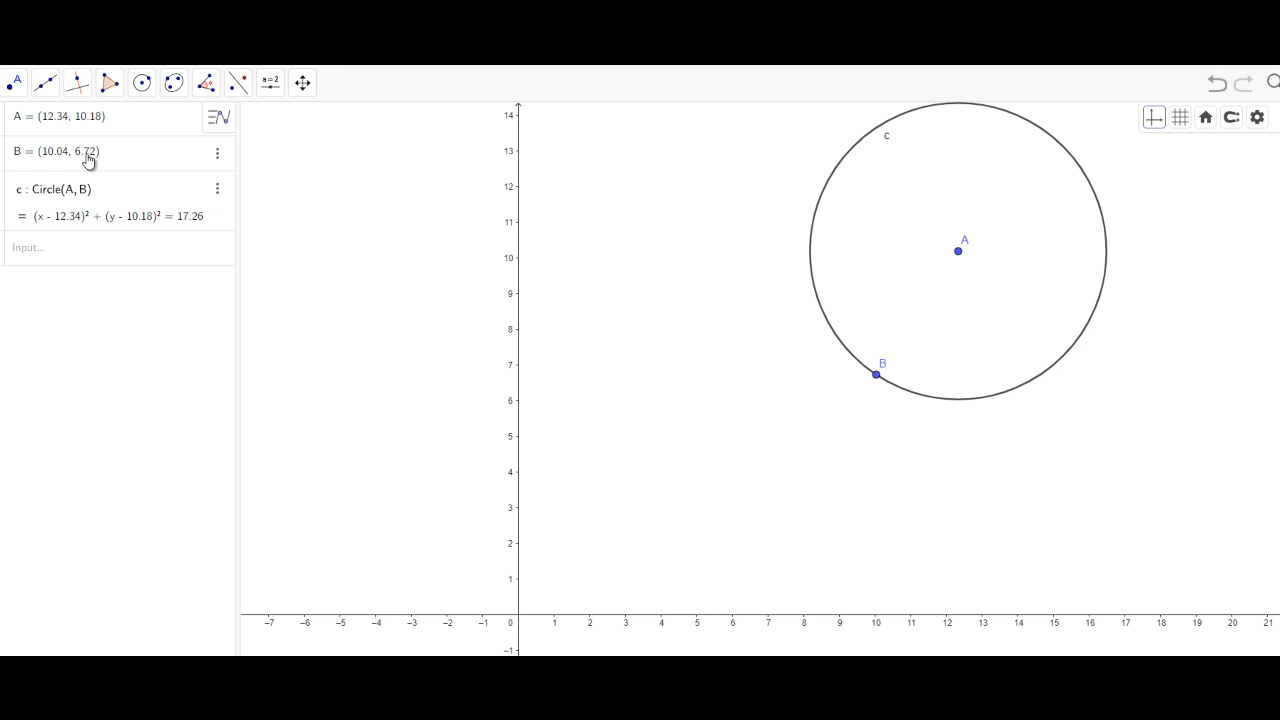 A
a=2
A = (12.34, 10.18)
B = (10.04, 6.72)
c : Circle(A, B)
= (x - 12.34)² + (y - 10.18)² = 17.26
Input...
14
13
12
11
10
9
8
7
6
5
4
3
2
1
–1
c
A
B
–7 –6 –5 –4 –3 –2 –1 0 1 2 3 4 5 6 7 8 9 10 11 12 13 14 15 16 17 18 19 20 21